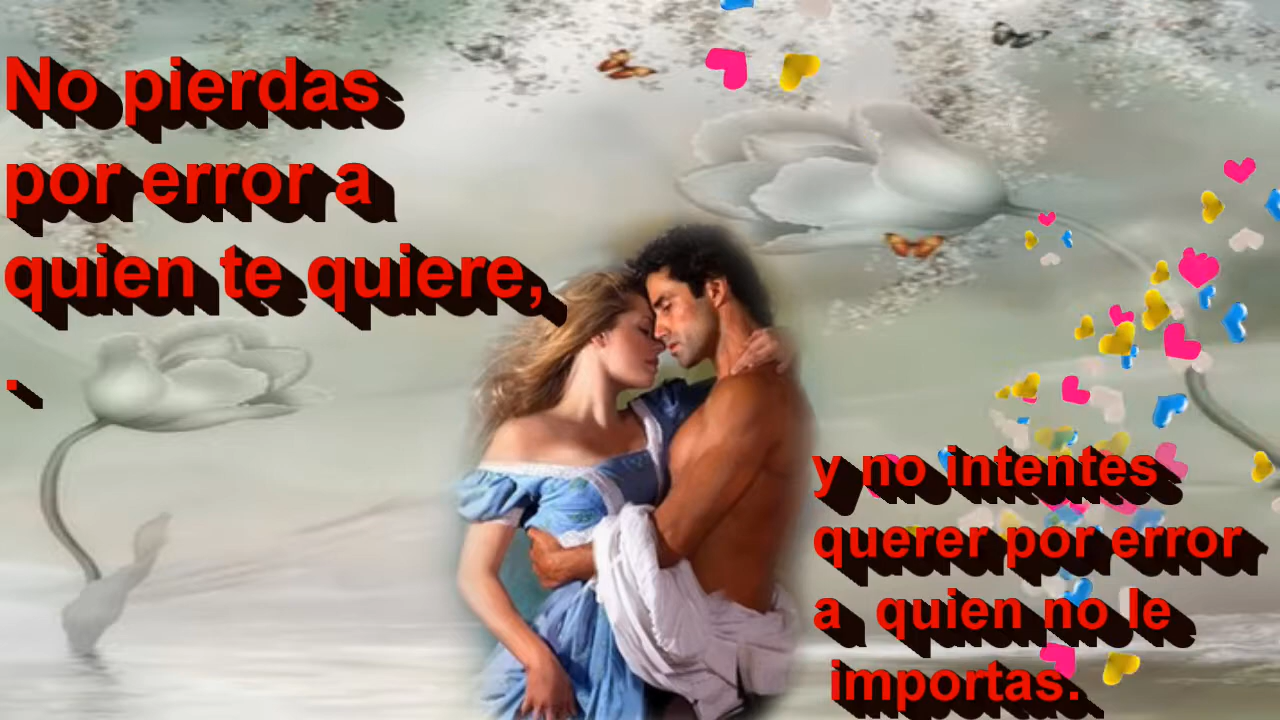 No pierdas
por error a
quien te quiere,
.
y no intentes
querer por error
a quien no le
importas.